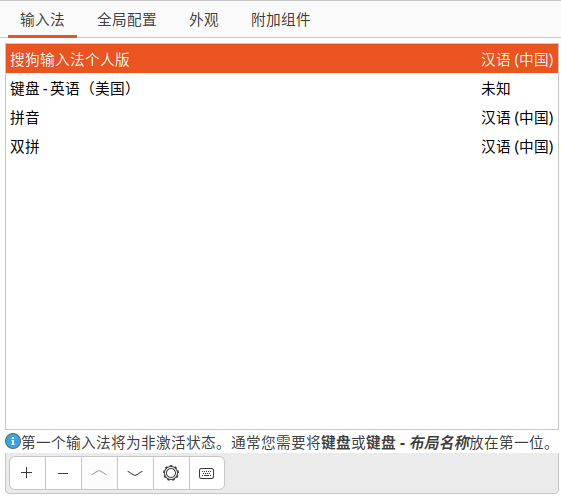 输入法 全局配置 外观 附加组件
搜狗输入法个人版 汉语 (中国)
键盘 - 英语（美国） 未知
拼音 汉语 (中国)
双拼 汉语 (中国)
第一个输入法将为非激活状态。通常您需要将键盘或键盘 - 布局名称放在第一位。